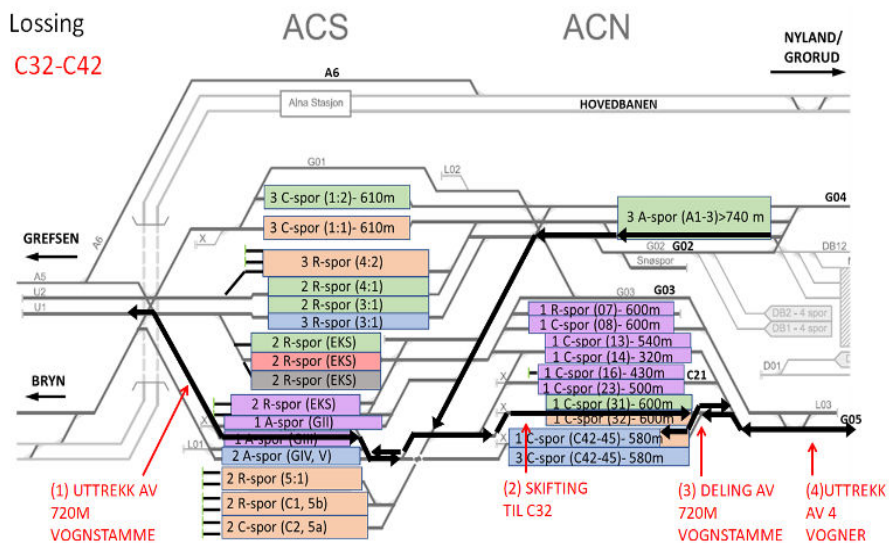 Lossing
ACS
ACN
C32-C42
NYLAND/
GRORUD
A6
Alna Stasjon
HOVEDBANEN
G01
L02
3 C-spor (1:2)- 610m
3 A-spor (A1-3)>740 m
G04
A6
X
3 C-spor (1:1)- 610m
GREFSEN
G02
G02
DB12
Snøspor
3 R-spor (4:2)
A5
U2
U1
2 R-spor (4:1)
2 R-spor (3:1)
3 R-spor (3:1)
G03
G03
DB2 - 4 spor
DB1 - 4 spor
1 R-spor (07)- 600m
1 C-spor (08)- 600m
1 C-spor (13)- 540m
1 C-spor (14)- 320m
2 R-spor (EKS)
2 R-spor (EKS)
2 R-spor (EKS)
X
D01
BRYN
1 C-spor (16)- 430m
C21
1 C-spor (23)- 500m
2 R-spor (EKS)
X
1 A-spor (GII)
X
1 C-spor (31)- 600m
1 C-spor (32)- 600m
L03
G05
1 A-spor (GIII)
L01
2 A-spor (GIV, V)
X
1 C-spor (C42-45)- 580m
3 C-spor (C42-45)- 580m
2 R-spor (5:1)
2 R-spor (C1, 5b)
2 C-spor (C2, 5a)
(1) UTTREKK AV
720M
VOGNSTAMME
(2) SKIFTING
TIL C32
(3) DELING AV
720M
VOGNSTAMME
(4)UTTREKK
AV 4
VOGNER